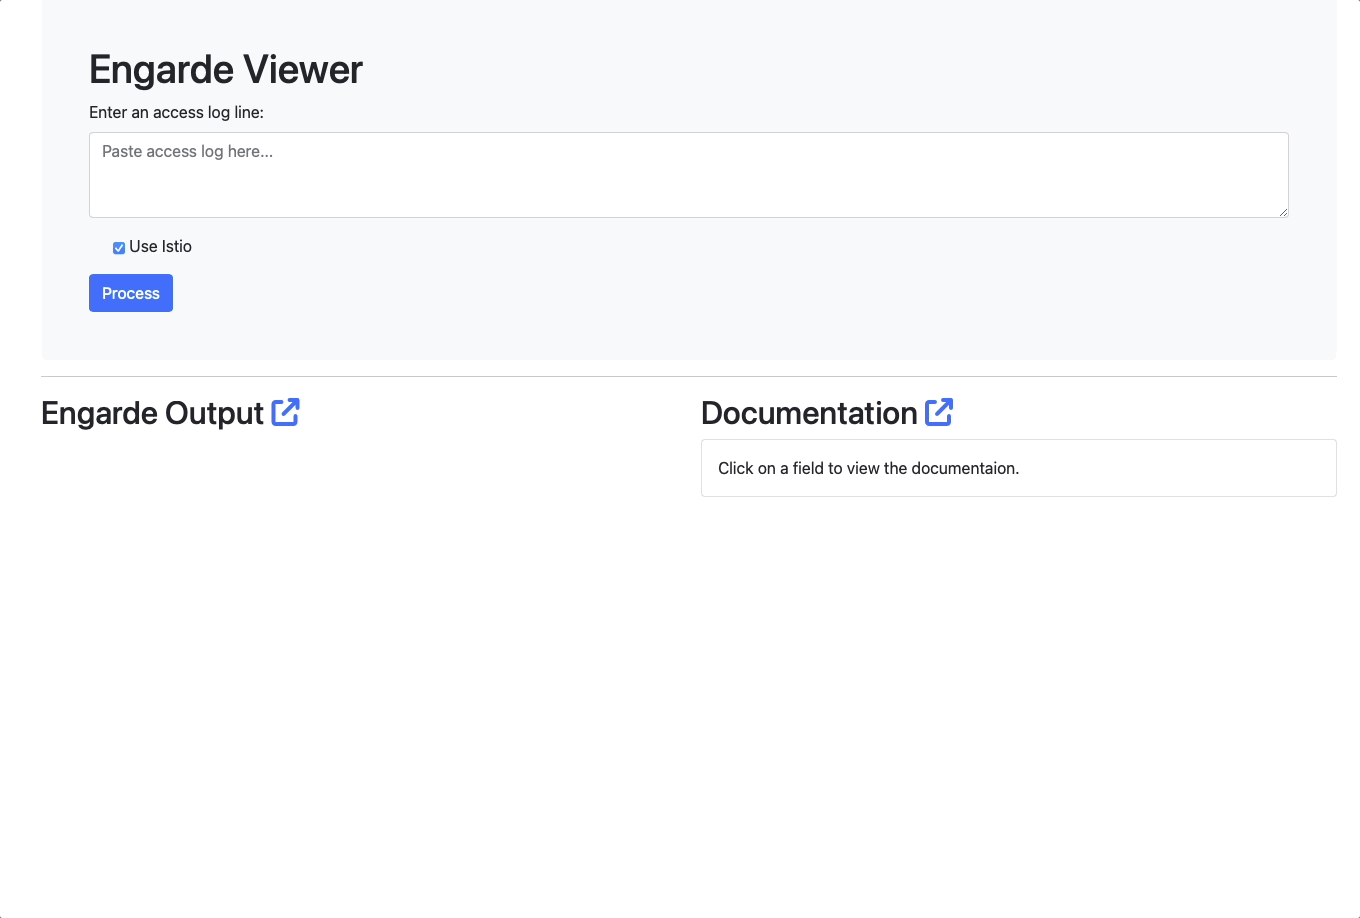 Engarde Viewer
Enter an access log line:
Paste access log here...
Use Istio
Process
Engarde Output
Documentation
Click on a field to view the documentaion.